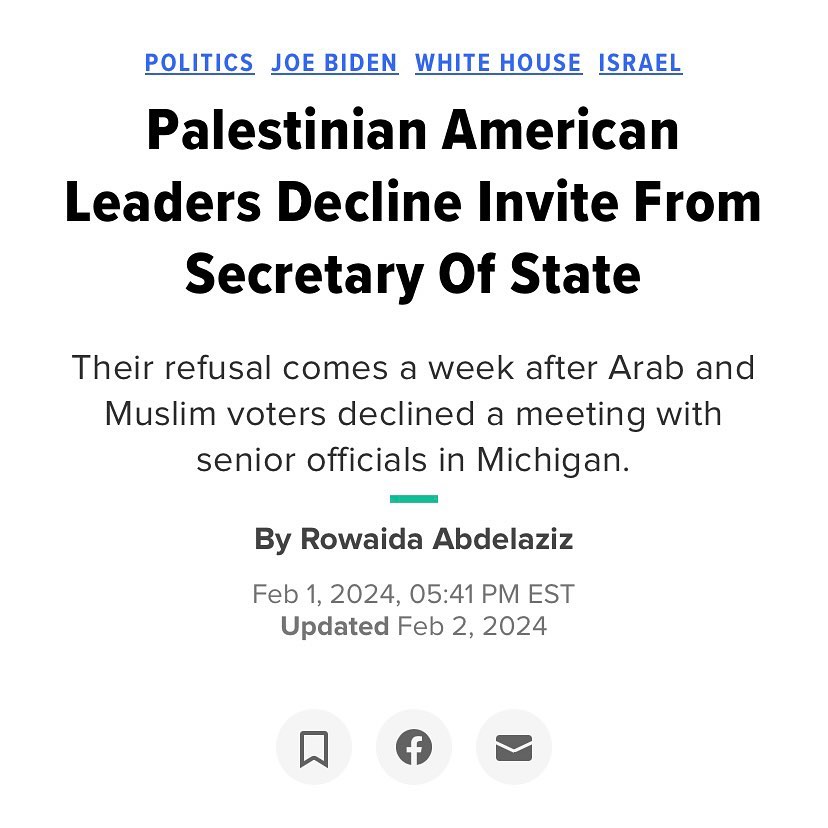 POLITICS JOE BIDEN WHITE HOUSE ISRAEL
Palestinian American
Leaders Decline Invite From
Secretary Of State
Their refusal comes a week after Arab and
Muslim voters declined a meeting with
senior officials in Michigan.
By Rowaida Abdelaziz
Feb 1, 2024, 05:41 PM EST
Updated Feb 2, 2024